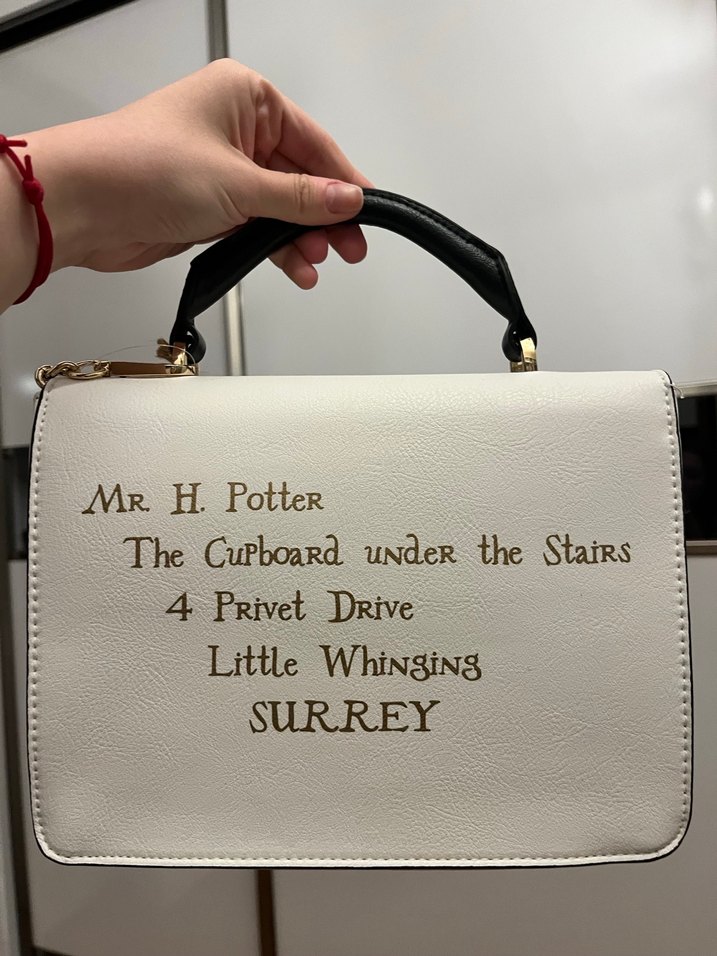 Mr. H. Potter
The Cupboard under the Stairs
4 Privet Drive
Little Whinging
SURREY